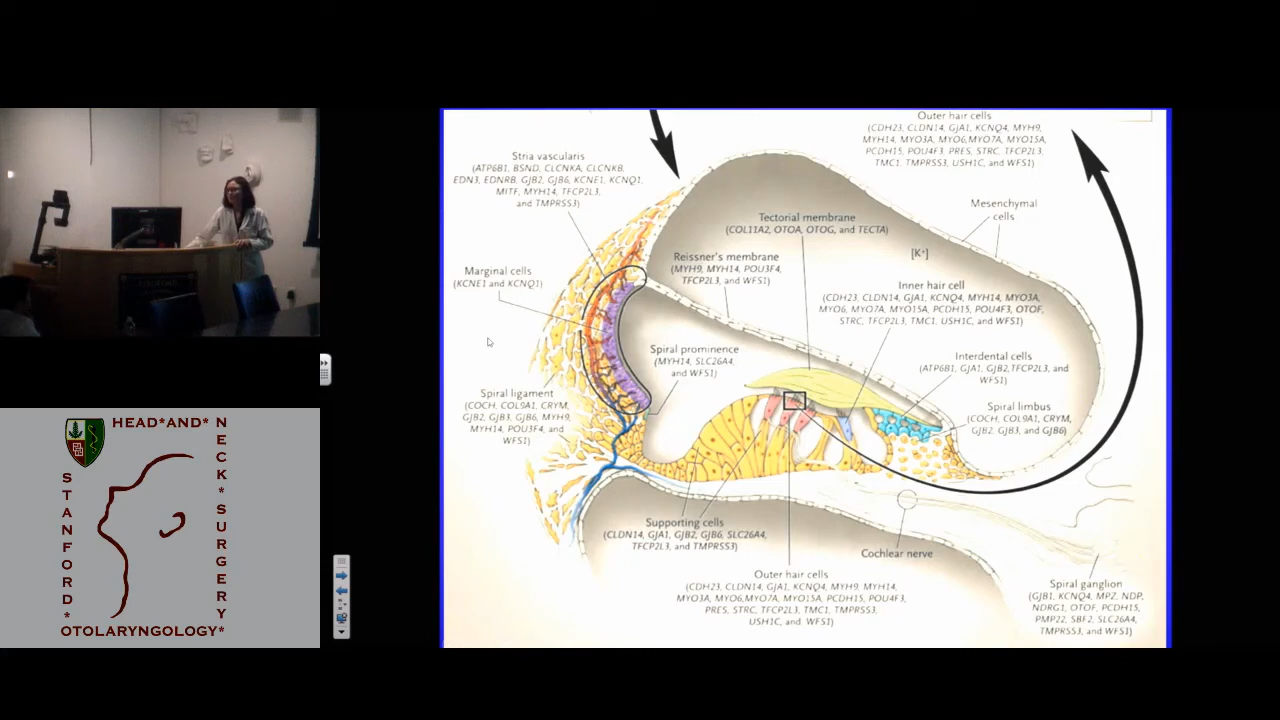 Outer hair cells
(CDH23, CLDN14, GJA1, KCNQ4, MYH9,
MYH14, MYO3A, MYO6, MYO7A, MYO15A,
PCDH15, POU4F3, PRES, STRC, TFCP2L3,
TMC1, TMPRSS3, USH1C, and WFS1)
Stria vascularis
(ATP6B1, BSND, CLCNKA, CLCNKB,
EDN3, EDNRB, GJB2, GJB6, KCNE1, KCNQ1,
MITF, MYH14, TFCP2L3,
and TMPRSS3)
Mesenchymal
cells
Tectorial membrane
(COL11A2, OTOA, OTOG, and TECTA)
[K+]
Reissner's membrane
(MYH9, MYH14, POU3F4,
TFCP2L3, and WFS1)
Marginal cells
(KCNE1 and KCNQ1)
Inner hair cell
(CDH23, CLDN14, GJA1, KCNQ4, MYH14, MYO3A,
MYO6, MYO7A, MYO15A, PCDH15, POU4F3, OTOF,
STRC, TFCP2L3, TMC1, USH1C, and WFS1)
Spiral prominence
(MYH14, SLC26A4,
and WFS1)
Interdental cells
(ATP6B1, GJA1, GJB2, TFCP2L3, and
WFS1)
Spiral ligament
(COCH, COL9A1, CRYM,
GJB2, GJB3, GJB6, MYH9,
MYH14, POU3F4, and
WFS1)
Spiral limbus
(COCH, COL9A1, CRYM,
GJB2, GJB3, and GJB6)
Supporting cells
(CLDN14, GJA1, GJB2, GJB6, SLC26A4,
TFCP2L3, and TMPRSS3)
Cochlear nerve
Outer hair cells
(CDH23, CLDN14, GJA1, KCNQ4, MYH9, MYH14,
MYO3A, MYO6, MYO7A, MYO15A, PCDH15, POU4F3,
PRES, STRC, TFCP2L3, TMC1, TMPRSS3,
USH1C, and WFS1)
Spiral ganglion
(GJB1, KCNQ4, MPZ, NDP,
NDRG1, OTOF, PCDH15,
PMP22, SBF2, SLC26A4,
TMPRSS3, and WFS1)
HEAD*AND*
NECK*SURGERY
STANFORD*
OTOLARYNGOLOGY*